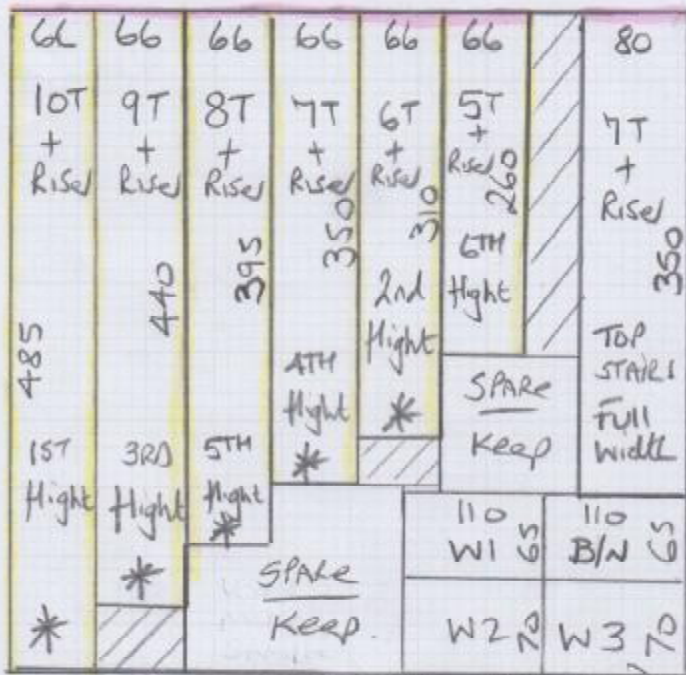 66
10T
+
Riser
485
1ST
flight
*
66
9T
+
Riser
440
3RD
flight
*
66
8T
+
Riser
395
5TH
flight
*
66
7T
+
Riser
350
4TH
flight
*
66
6T
+
Riser
310
2nd
flight
*
66
5T
+
Riser
260
6TH
flight
80
7T
+
Riser
350
TOP
STAIRS
FULL
Width
SPARE
Keep
SPARE
Keep.
110
W1 65
110
B/N 65
W2 70
W3 70